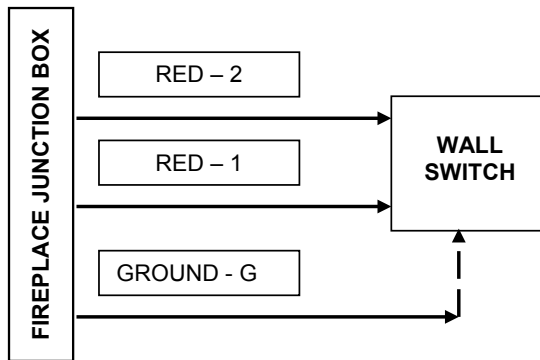 FIREPLACE JUNCTION BOX
RED – 2
RED – 1
GROUND - G
WALL
SWITCH